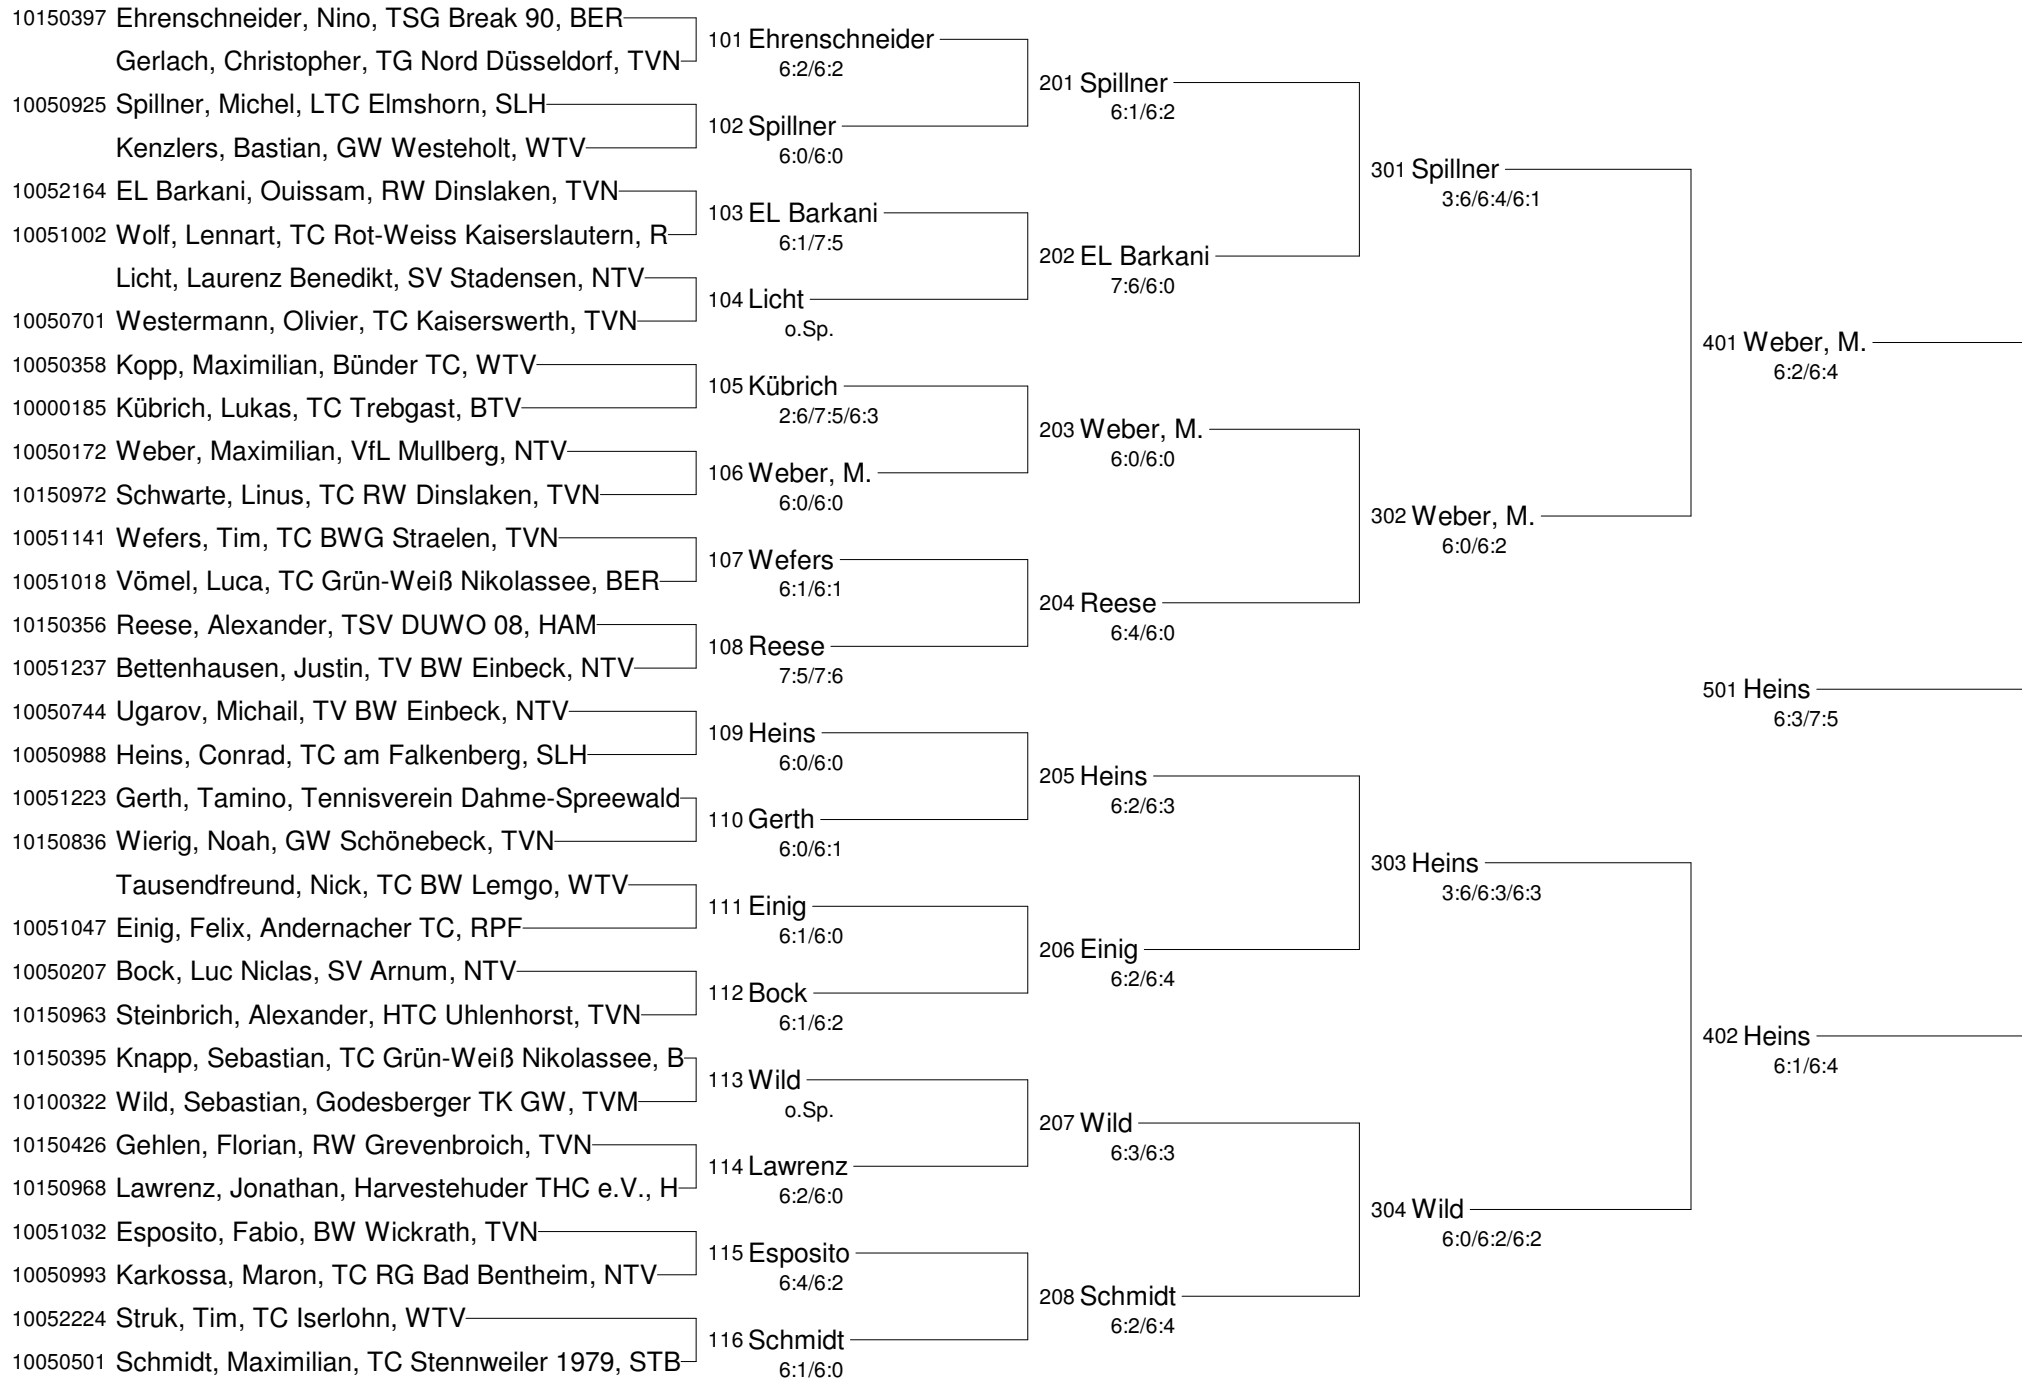 10150397 Ehrenschneider, Nino, TSG Break 90, BER
Gerlach, Christopher, TG Nord Düsseldorf, TVN
10050925 Spillner, Michel, LTC Elmshorn, SLH
Kenzlers, Bastian, GW Westeholt, WTV
10052164 EL Barkani, Ouissam, RW Dinslaken, TVN
10051002 Wolf, Lennart, TC Rot-Weiss Kaiserslautern, R
Licht, Laurenz Benedikt, SV Stadensen, NTV
10050701 Westermann, Olivier, TC Kaiserswerth, TVN
10050358 Kopp, Maximilian, Bünder TC, WTV
10000185 Kübrich, Lukas, TC Trebgast, BTV
10050172 Weber, Maximilian, VfL Mullberg, NTV
10150972 Schwarte, Linus, TC RW Dinslaken, TVN
10051141 Wefers, Tim, TC BWG Straelen, TVN
10051018 Vömel, Luca, TC Grün-Weiß Nikolassee, BER
10150356 Reese, Alexander, TSV DUWO 08, HAM
10051237 Bettenhausen, Justin, TV BW Einbeck, NTV
10050744 Ugarov, Michail, TV BW Einbeck, NTV
10050988 Heins, Conrad, TC am Falkenberg, SLH
10051223 Gerth, Tamino, Tennisverein Dahme-Spreewald
10150836 Wierig, Noah, GW Schönebeck, TVN
Tausendfreund, Nick, TC BW Lemgo, WTV
10051047 Einig, Felix, Andernacher TC, RPF
10050207 Bock, Luc Niclas, SV Arnum, NTV
10150963 Steinbrich, Alexander, HTC Uhlenhorst, TVN
10150395 Knapp, Sebastian, TC Grün-Weiß Nikolassee, B
10100322 Wild, Sebastian, Godesberger TK GW, TVM
10150426 Gehlen, Florian, RW Grevenbroich, TVN
10150968 Lawrenz, Jonathan, Harvestehuder THC e.V., H
10051032 Esposito, Fabio, BW Wickrath, TVN
10050993 Karkossa, Maron, TC RG Bad Bentheim, NTV
10052224 Struk, Tim, TC Iserlohn, WTV
10050501 Schmidt, Maximilian, TC Stennweiler 1979, STB
101 Ehrenschneider
6:2/6:2
102 Spillner
6:0/6:0
103 EL Barkani
6:1/7:5
104 Licht
o.Sp.
105 Kübrich
2:6/7:5/6:3
106 Weber, M.
6:0/6:0
107 Wefers
6:1/6:1
108 Reese
7:5/7:6
109 Heins
6:0/6:0
110 Gerth
6:0/6:1
111 Einig
6:1/6:0
112 Bock
6:1/6:2
113 Wild
o.Sp.
114 Lawrenz
6:2/6:0
115 Esposito
6:4/6:2
116 Schmidt
6:1/6:0
201 Spillner
6:1/6:2
202 EL Barkani
7:6/6:0
203 Weber, M.
6:0/6:0
204 Reese
6:4/6:0
205 Heins
6:2/6:3
206 Einig
6:2/6:4
207 Wild
6:3/6:3
208 Schmidt
6:2/6:4
301 Spillner
3:6/6:4/6:1
302 Weber, M.
6:0/6:2
303 Heins
3:6/6:3/6:3
304 Wild
6:0/6:2/6:2
401 Weber, M.
6:2/6:4
501 Heins
6:3/7:5
402 Heins
6:1/6:4